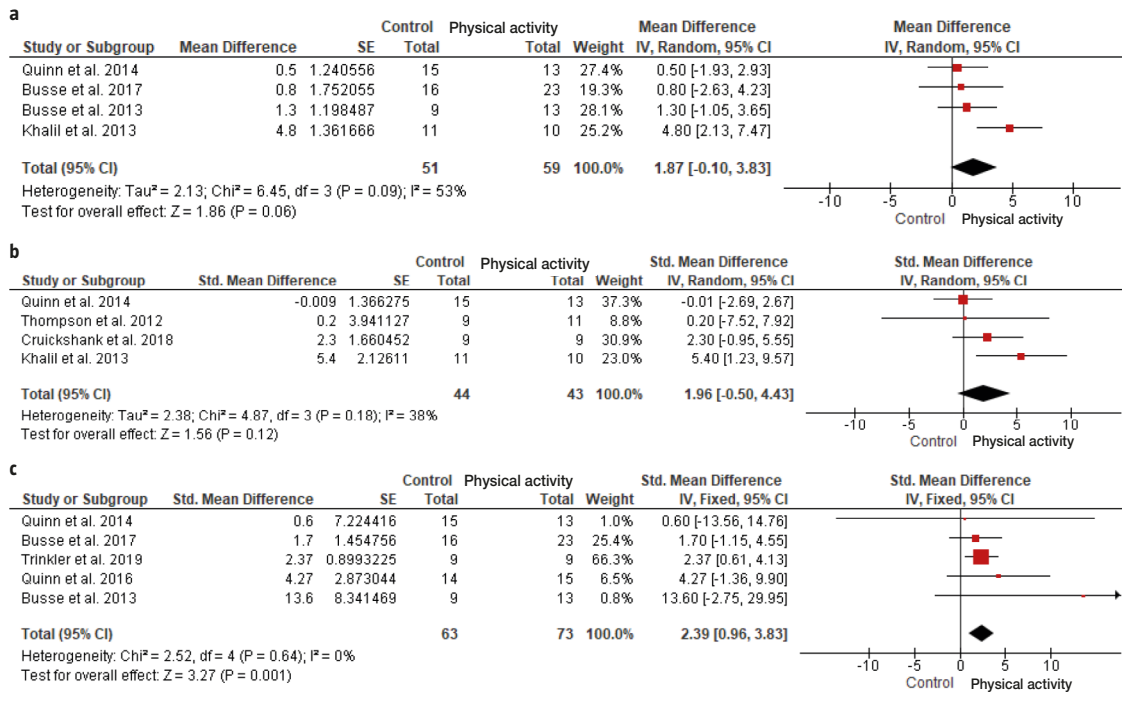 a
Control Physical activity Mean Difference Mean Difference
Study or Subgroup Mean Difference SE Total Total Weight IV, Random, 95% CI IV, Random, 95% CI
Quinn et al. 2014 0.5 1.240556 15 13 27.4% 0.50 [-1.93, 2.93]
Busse et al. 2017 0.8 1.752055 16 23 19.3% 0.80 [-2.63, 4.23]
Busse et al. 2013 1.3 1.198487 9 13 28.1% 1.30 [-1.05, 3.65]
Khalil et al. 2013 4.8 1.361666 11 10 25.2% 4.80 [2.13, 7.47]
Total (95% CI) 51 59 100.0% 1.87 [-0.10, 3.83]
Heterogeneity: Tau² = 2.13; Chi² = 6.45, df = 3 (P = 0.09); I² = 53%
Test for overall effect: Z = 1.86 (P = 0.06)
-10 -5 0 5 10
Control Physical activity
b
Control Physical activity Std. Mean Difference Std. Mean Difference
Study or Subgroup Std. Mean Difference SE Total Total Weight IV, Random, 95% CI IV, Random, 95% CI
Quinn et al. 2014 -0.009 1.366275 15 13 37.3% -0.01 [-2.69, 2.67]
Thompson et al. 2012 0.2 3.941127 9 11 8.8% 0.20 [-7.52, 7.92]
Cruickshank et al. 2018 2.3 1.660452 9 9 30.9% 2.30 [-0.95, 5.55]
Khalil et al. 2013 5.4 2.12611 11 10 23.0% 5.40 [1.23, 9.57]
Total (95% CI) 44 43 100.0% 1.96 [-0.50, 4.43]
Heterogeneity: Tau² = 2.38; Chi² = 4.87, df = 3 (P = 0.18); I² = 38%
Test for overall effect: Z = 1.56 (P = 0.12)
-10 -5 0 5 10
Control Physical activity
c
Control Physical activity Std. Mean Difference Std. Mean Difference
Study or Subgroup Std. Mean Difference SE Total Total Weight IV, Fixed, 95% CI IV, Fixed, 95% CI
Quinn et al. 2014 0.6 7.224416 15 13 1.0% 0.60 [-13.56, 14.76]
Busse et al. 2017 1.7 1.454756 16 23 25.4% 1.70 [-1.15, 4.55]
Trinkler et al. 2019 2.37 0.8993225 9 9 66.3% 2.37 [0.61, 4.13]
Quinn et al. 2016 4.27 2.873044 14 15 6.5% 4.27 [-1.36, 9.90]
Busse et al. 2013 13.6 8.341469 9 13 0.8% 13.60 [-2.75, 29.95]
Total (95% CI) 63 73 100.0% 2.39 [0.96, 3.83]
Heterogeneity: Chi² = 2.52, df = 4 (P = 0.64); I² = 0%
Test for overall effect: Z = 3.27 (P = 0.001)
-10 -5 0 5 10
Control Physical activity